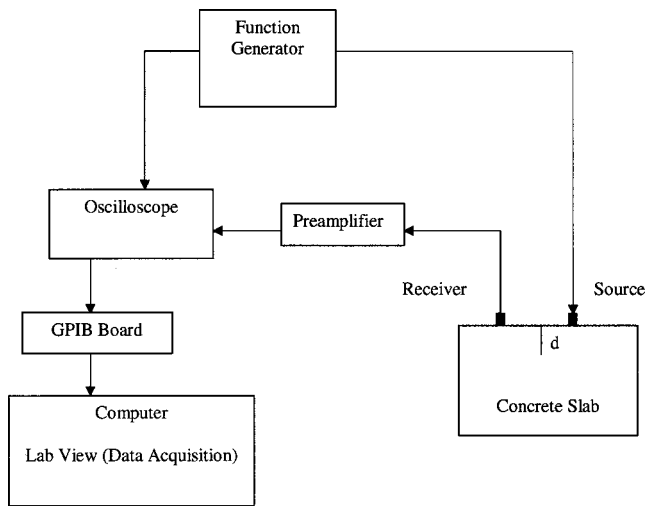 Function
Generator
Oscilloscope
Preamplifier
Receiver
Source
GPIB Board
d
Concrete Slab
Computer
Lab View (Data Acquisition)